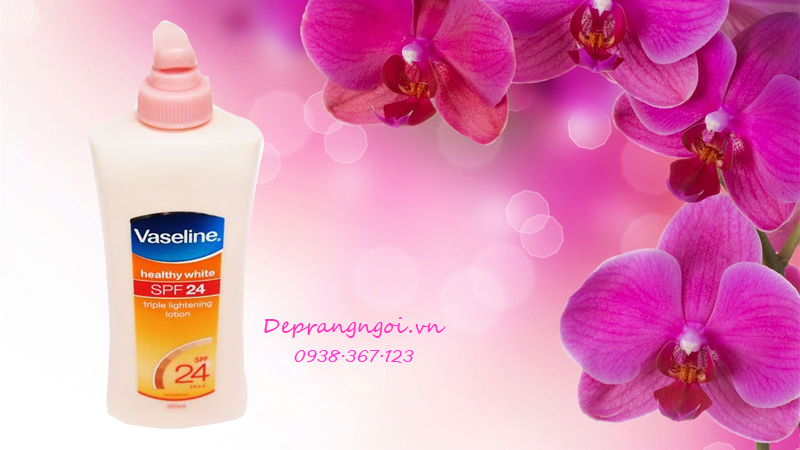 Vaseline®
healthy white
SPF 24
triple lightening
lotion
SPF
24
Deprangngoi.vn
0938·367·123